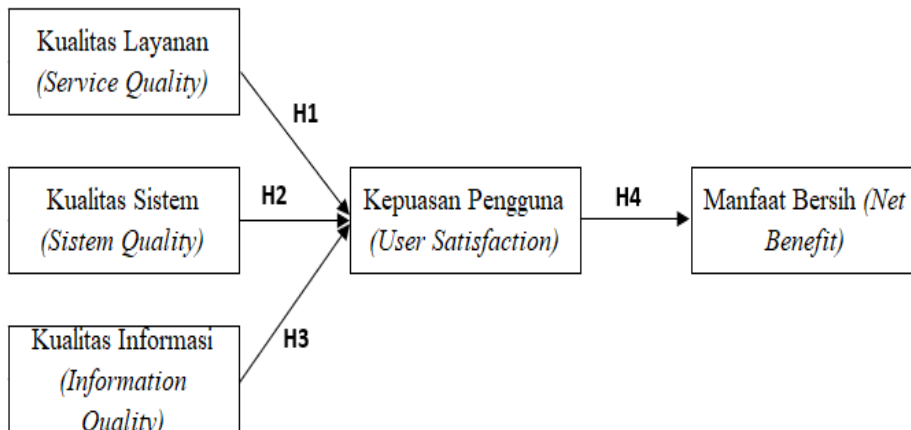 Kualitas Layanan
(Service Quality)
H1
Kualitas Sistem
(Sistem Quality)
H2
Kepuasan Pengguna
(User Satisfaction)
H4
Manfaat Bersih (Net
Benefit)
Kualitas Informasi
(Information
Quality)
H3